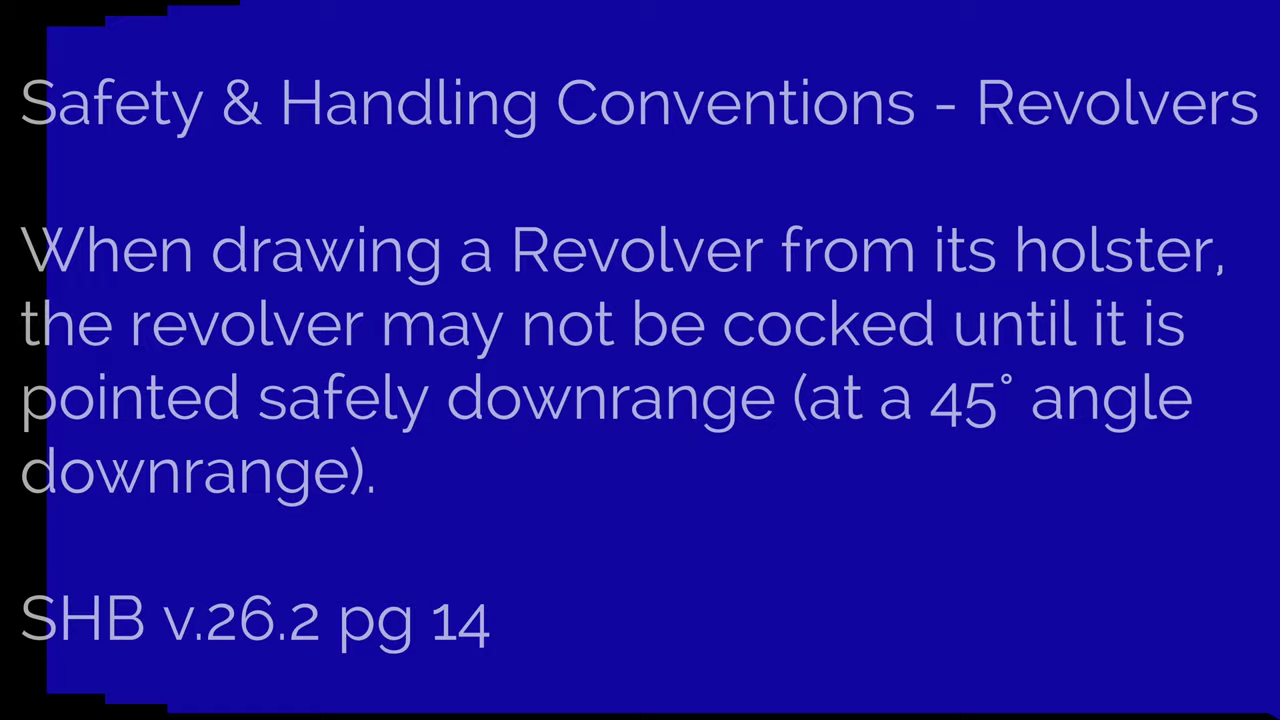 Safety & Handling Conventions - Revolvers
When drawing a Revolver from its holster,
the revolver may not be cocked until it is
pointed safely downrange (at a 45° angle
downrange).
SHB v.26.2 pg 14